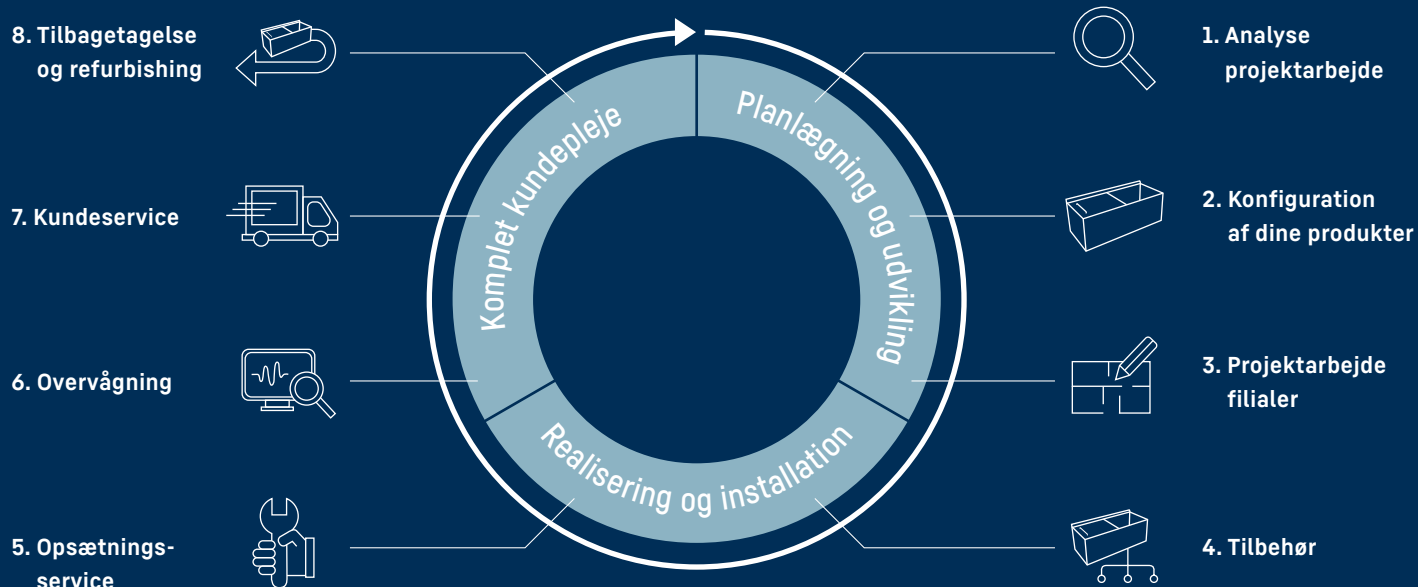 1. Analyse
projektarbejde
2. Konfiguration
af dine produkter
3. Projektarbejde
filialer
4. Tilbehør
5. Opsætnings-
service
6. Overvågning
7. Kundeservice
8. Tilbagetagelse
og refurbishing
Planlægning og udvikling
Realisering og installation
Komplet kundepleje